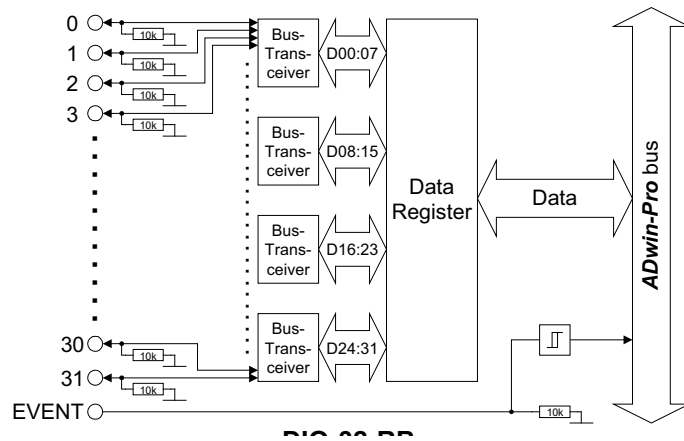 0
10k
1
10k
2
10k
3
10k
Bus-
Trans-
ceiver
D00:07
Bus-
Trans-
ceiver
D08:15
Bus-
Trans-
ceiver
D16:23
Bus-
Trans-
ceiver
D24:31
Data
Register
Data
ADwin-Pro bus
30
10k
31
10k
EVENT
10k